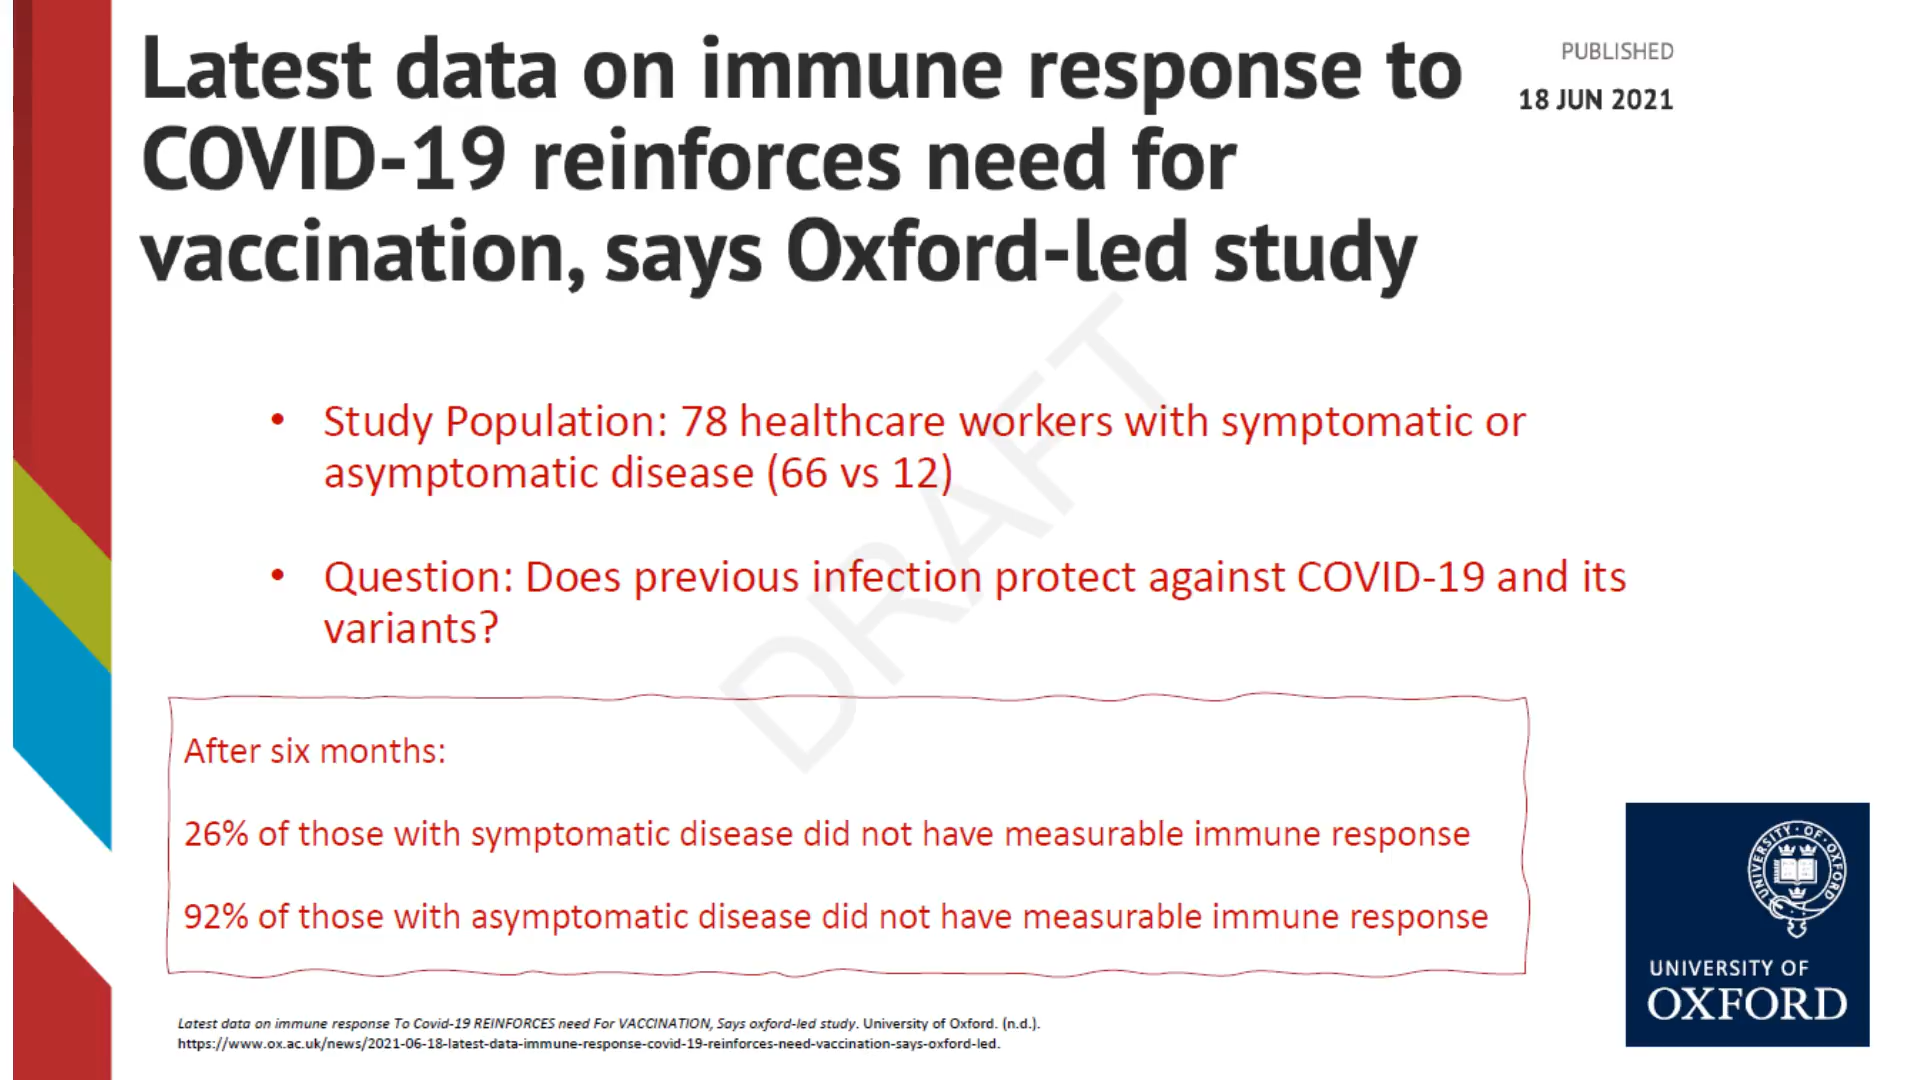 Latest data on immune response to
COVID-19 reinforces need for
vaccination, says Oxford-led study
PUBLISHED
18 JUN 2021
• Study Population: 78 healthcare workers with symptomatic or
asymptomatic disease (66 vs 12)
• Question: Does previous infection protect against COVID-19 and its
variants?
DRAFT
After six months:
26% of those with symptomatic disease did not have measurable immune response
92% of those with asymptomatic disease did not have measurable immune response
UNIVERSITY · OF · OXFORD
UNIVERSITY OF
OXFORD
Latest data on immune response To Covid-19 REINFORCES need For VACCINATION, Says oxford-led study. University of Oxford. (n.d.).
https://www.ox.ac.uk/news/2021-06-18-latest-data-immune-response-covid-19-reinforces-need-vaccination-says-oxford-led.